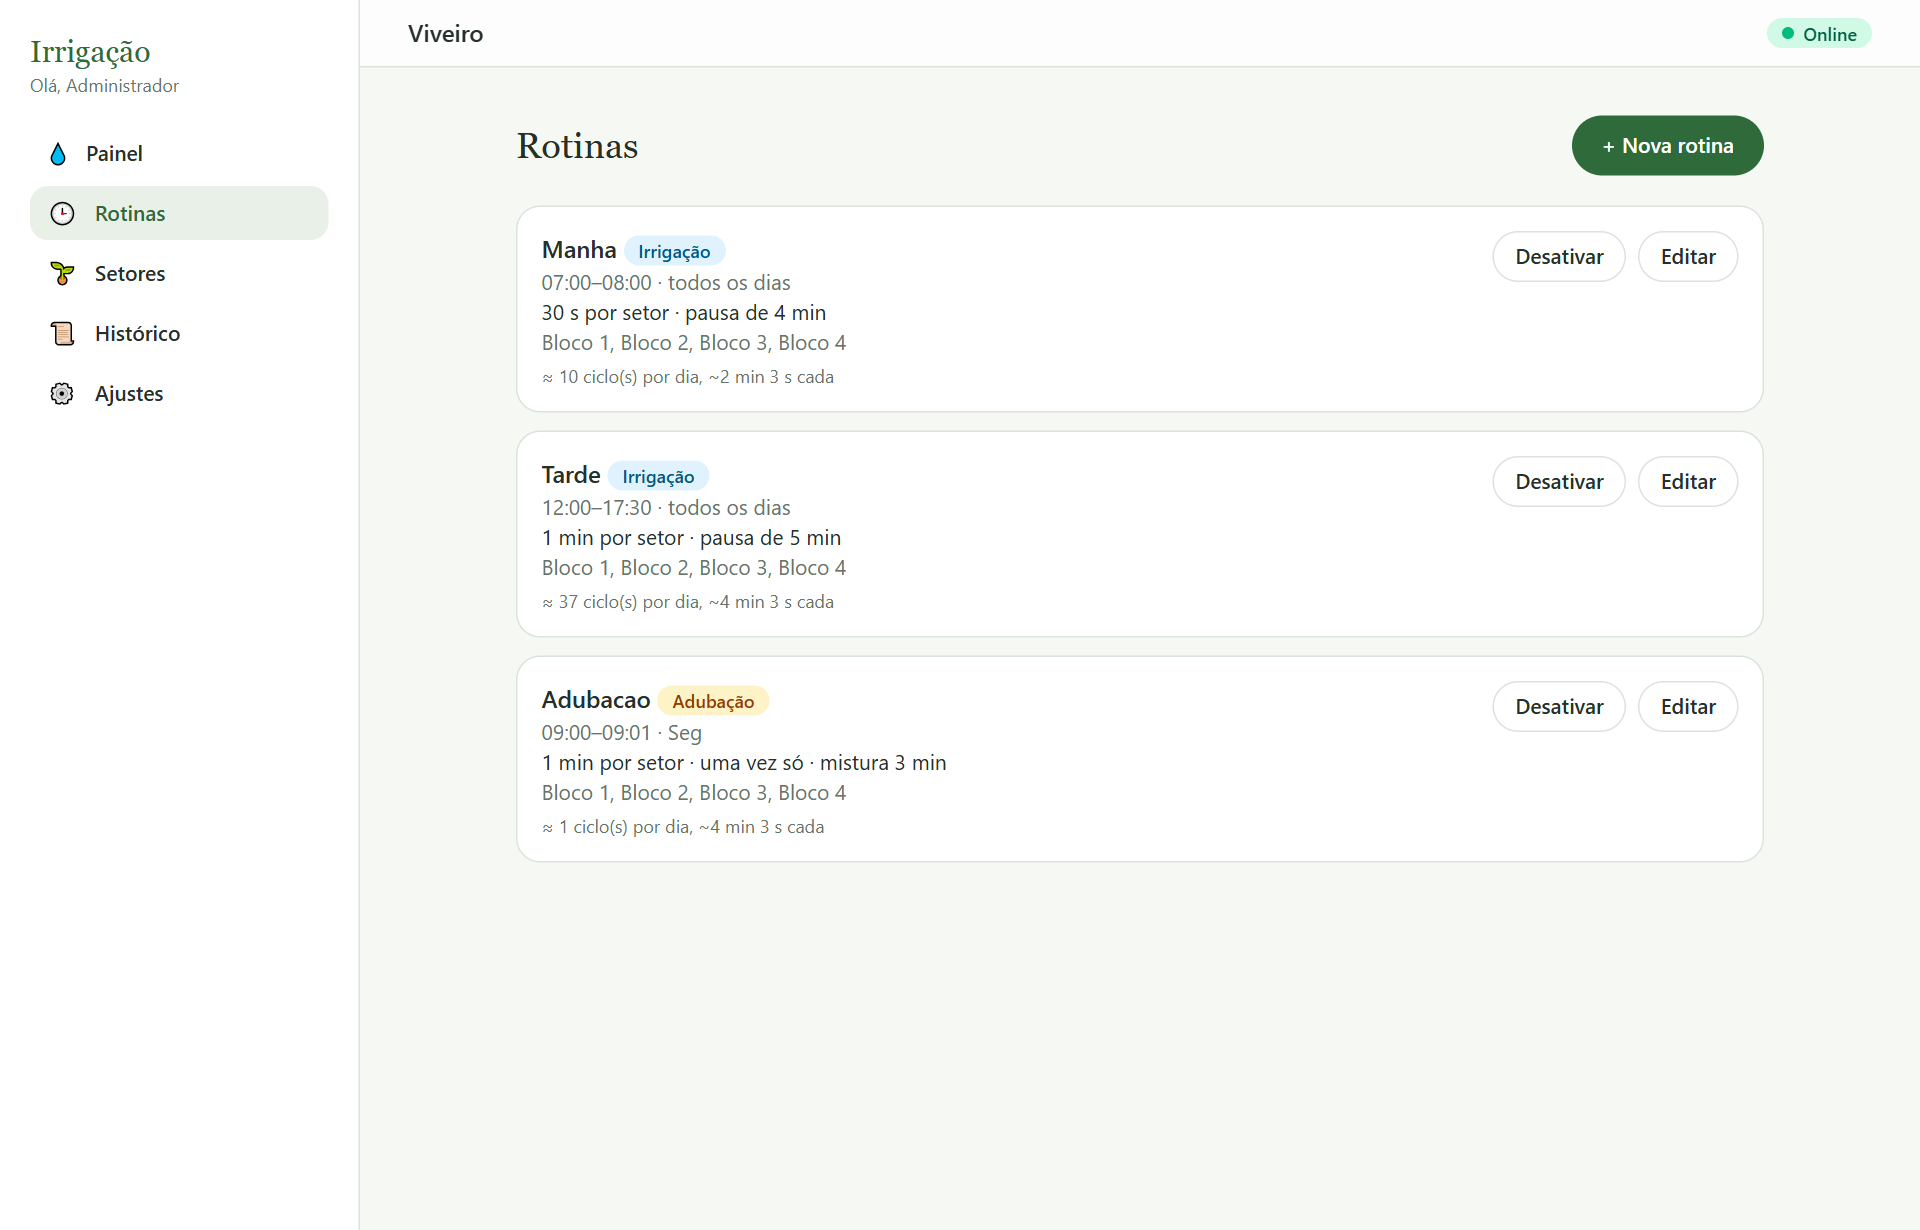 Irrigação
Olá, Administrador
Painel
Rotinas
Setores
Histórico
Ajustes
Viveiro
Online
Rotinas
+ Nova rotina
Manha Irrigação
07:00–08:00 · todos os dias
30 s por setor · pausa de 4 min
Bloco 1, Bloco 2, Bloco 3, Bloco 4
≈ 10 ciclo(s) por dia, ~2 min 3 s cada
Desativar Editar
Tarde Irrigação
12:00–17:30 · todos os dias
1 min por setor · pausa de 5 min
Bloco 1, Bloco 2, Bloco 3, Bloco 4
≈ 37 ciclo(s) por dia, ~4 min 3 s cada
Desativar Editar
Adubacao Adubação
09:00–09:01 · Seg
1 min por setor · uma vez só · mistura 3 min
Bloco 1, Bloco 2, Bloco 3, Bloco 4
≈ 1 ciclo(s) por dia, ~4 min 3 s cada
Desativar Editar